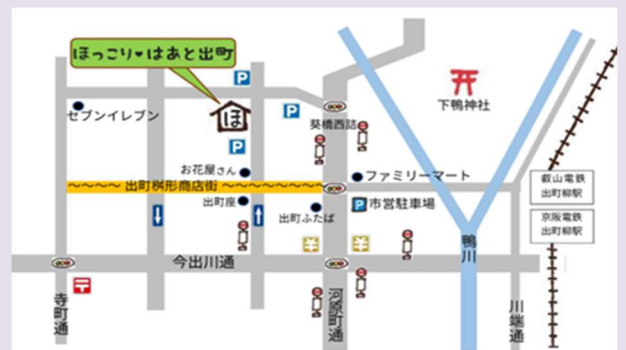 ほっこり♥はあと出町
P
下鴨神社
セブンイレブン
ほ
P
葵橋西詰
P
お花屋さん
ファミリーマート
叡山電鉄
出町柳駅
出町桝形商店街
出町座
出町ふたば
P市営駐車場
京阪電鉄
出町柳駅
鴨川
今出川通
寺町通
河原町通
川端通